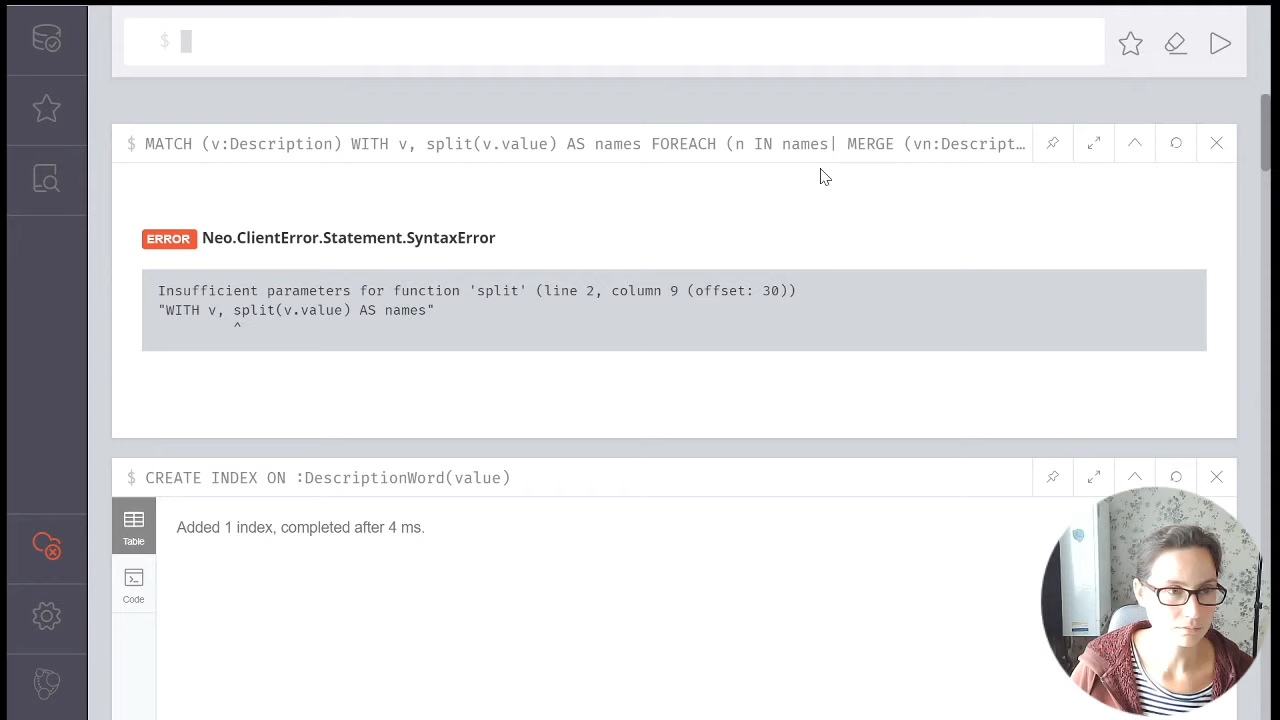 $
$ MATCH (v:Description) WITH v, split(v.value) AS names FOREACH (n IN names| MERGE (vn:Descript…
ERROR Neo.ClientError.Statement.SyntaxError
Insufficient parameters for function 'split' (line 2, column 9 (offset: 30))
"WITH v, split(v.value) AS names"
^
$ CREATE INDEX ON :DescriptionWord(value)
Table
Added 1 index, completed after 4 ms.
Code